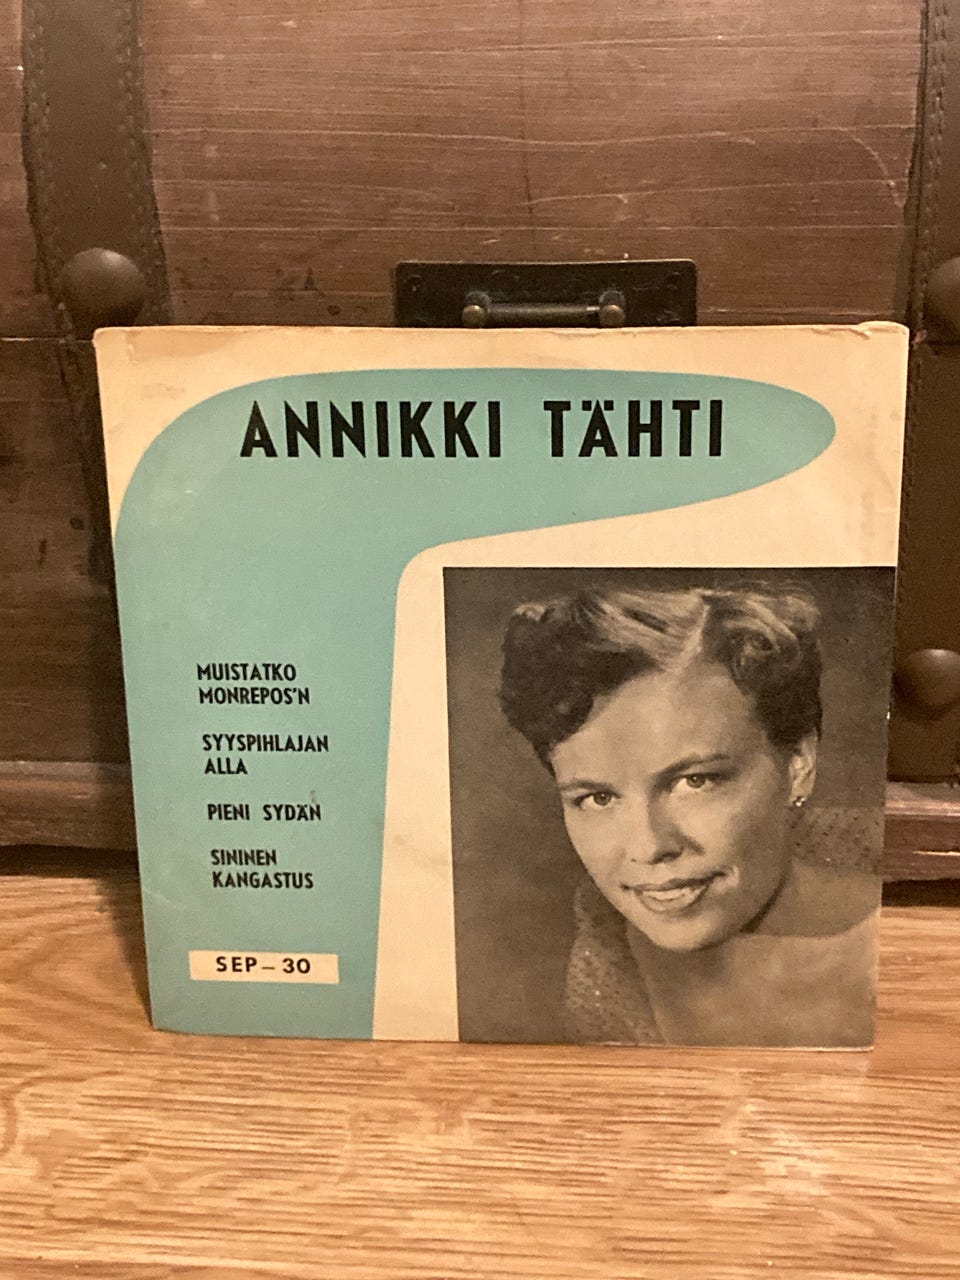 ANNIKKI TÄHTI
MUISTATKO
MONREPOS'N
SYYSPIHLAJAN
ALLA
PIENI SYDÄN
SININEN
KANGASTUS
SEP – 30